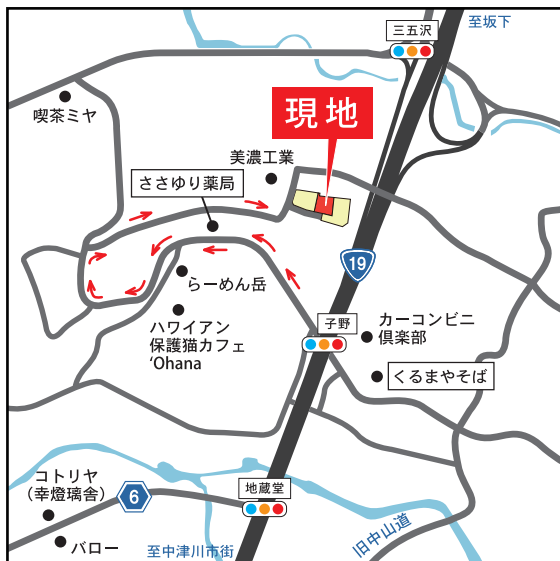 三五沢
至坂下
喫茶ミヤ
現地
美濃工業
ささゆり薬局
19
らーめん岳
ハワイアン
保護猫カフェ
‘Ohana
子野
カーコンビニ
倶楽部
くるまやそば
コトリヤ
（幸燈璃舎）
6
地蔵堂
バロー
至中津川市街
旧中山道